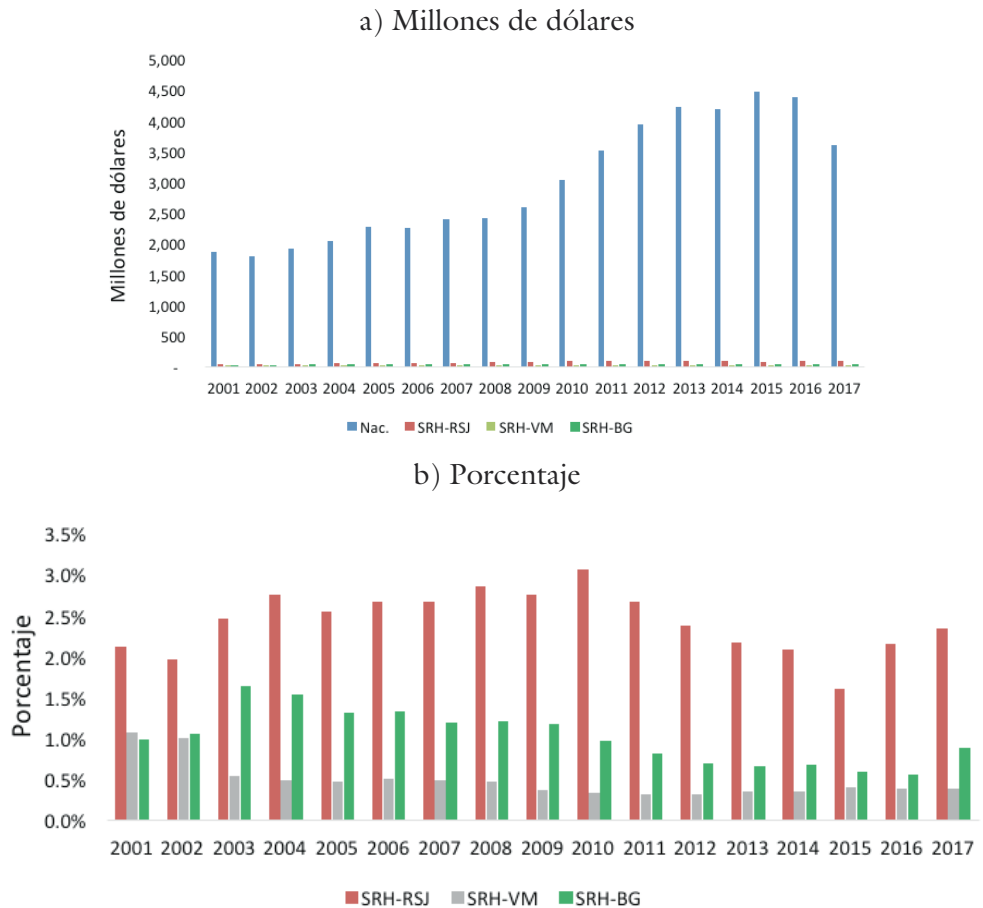 a) Millones de dólares
5,000
4,500
4,000
3,500
3,000
2,500
2,000
1,500
1,000
500
-
Millones de dólares
2001 2002 2003 2004 2005 2006 2007 2008 2009 2010 2011 2012 2013 2014 2015 2016 2017
Nac. SRH-RSJ SRH-VM SRH-BG
b) Porcentaje
3.5%
3.0%
2.5%
2.0%
1.5%
1.0%
0.5%
0.0%
Porcentaje
2001 2002 2003 2004 2005 2006 2007 2008 2009 2010 2011 2012 2013 2014 2015 2016 2017
SRH-RSJ SRH-VM SRH-BG